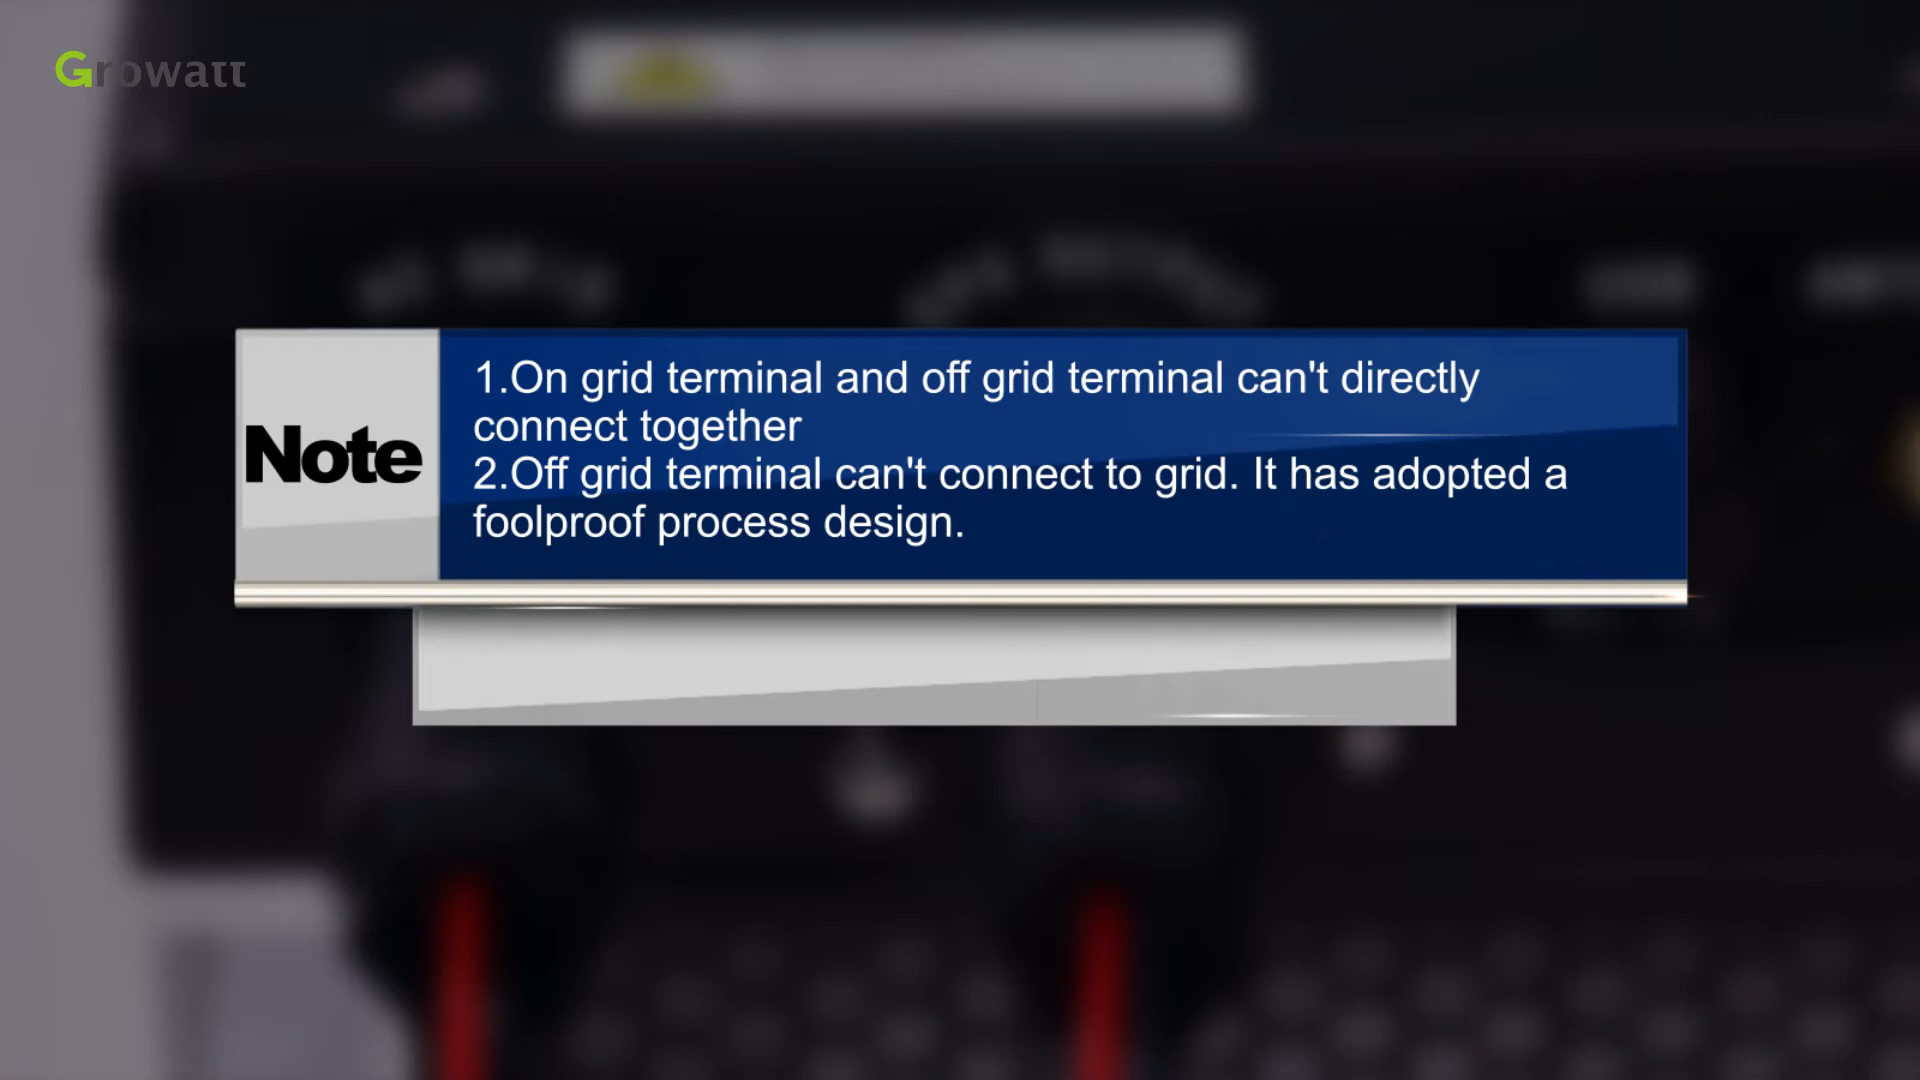 Growatt
Note
1.On grid terminal and off grid terminal can't directly
connect together
2.Off grid terminal can't connect to grid. It has adopted a
foolproof process design.